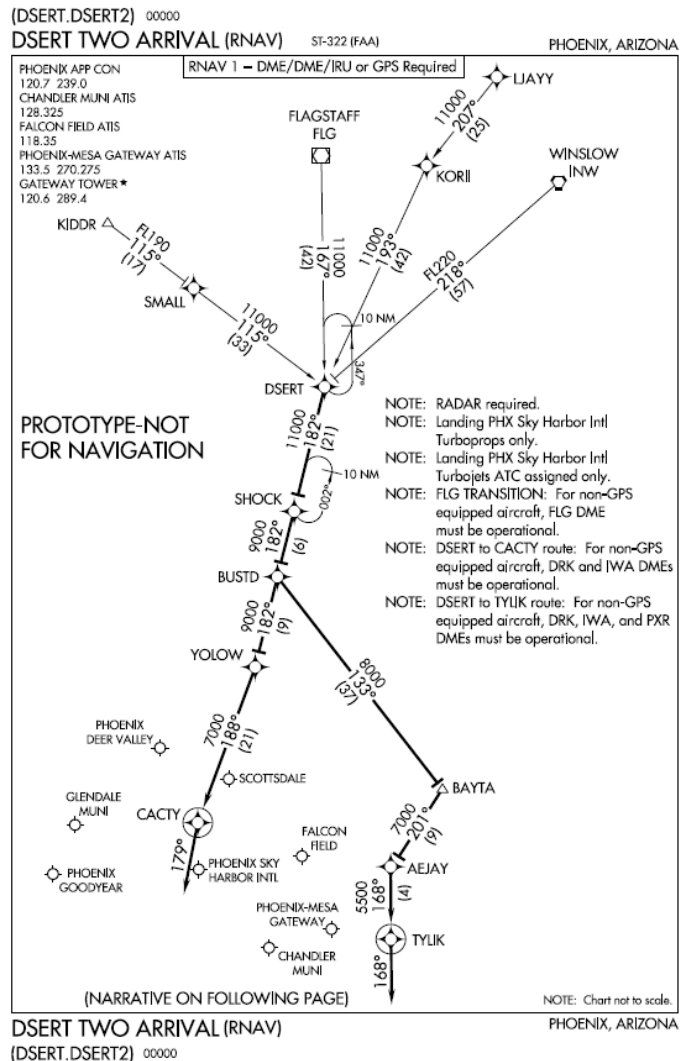 (DSERT.DSERT2) 00000
DSERT TWO ARRIVAL (RNAV)
ST-322 (FAA)
PHOENIX, ARIZONA
PHOENIX APP CON
120.7 239.0
CHANDLER MUNI ATIS
128.325
FALCON FIELD ATIS
118.35
PHOENIX-MESA GATEWAY ATIS
133.5 270.275
GATEWAY TOWER★
120.6 289.4
RNAV 1 – DME/DME/IRU or GPS Required
IJAYY
11000
207°
(25)
FLAGSTAFF
FLG
KORII
WINSLOW
INW
KIDDR
FL190
115°
(17)
SMALL
11000
115°
(33)
11000
167°
(42)
11000
193°
(42)
FL220
218°
(57)
10 NM
347°
DSERT
PROTOTYPE-NOT
FOR NAVIGATION
11000
182°
(21)
10 NM
002°
SHOCK
9000
182°
(6)
BUSTD
9000
182°
(9)
YOLOW
NOTE: RADAR required.
NOTE: Landing PHX Sky Harbor Intl
Turboprops only.
NOTE: Landing PHX Sky Harbor Intl
Turbojets ATC assigned only.
NOTE: FLG TRANSITION: For non-GPS
equipped aircraft, FLG DME
must be operational.
NOTE: DSERT to CACTY route: For non-GPS
equipped aircraft, DRK and IWA DMEs
must be operational.
NOTE: DSERT to TYLIK route: For non-GPS
equipped aircraft, DRK, IWA, and PXR
DMEs must be operational.
8000
133°
(37)
7000
188°
(21)
PHOENIX
DEER VALLEY
SCOTTSDALE
GLENDALE
MUNI
CACTY
179°
PHOENIX SKY
HARBOR INTL
PHOENIX
GOODYEAR
FALCON
FIELD
BAYTA
7000
201°
(9)
AEJAY
5500
168°
(4)
PHOENIX-MESA
GATEWAY
CHANDLER
MUNI
TYLIK
168°
(NARRATIVE ON FOLLOWING PAGE)
NOTE: Chart not to scale.
DSERT TWO ARRIVAL (RNAV)
(DSERT.DSERT2) 00000
PHOENIX, ARIZONA